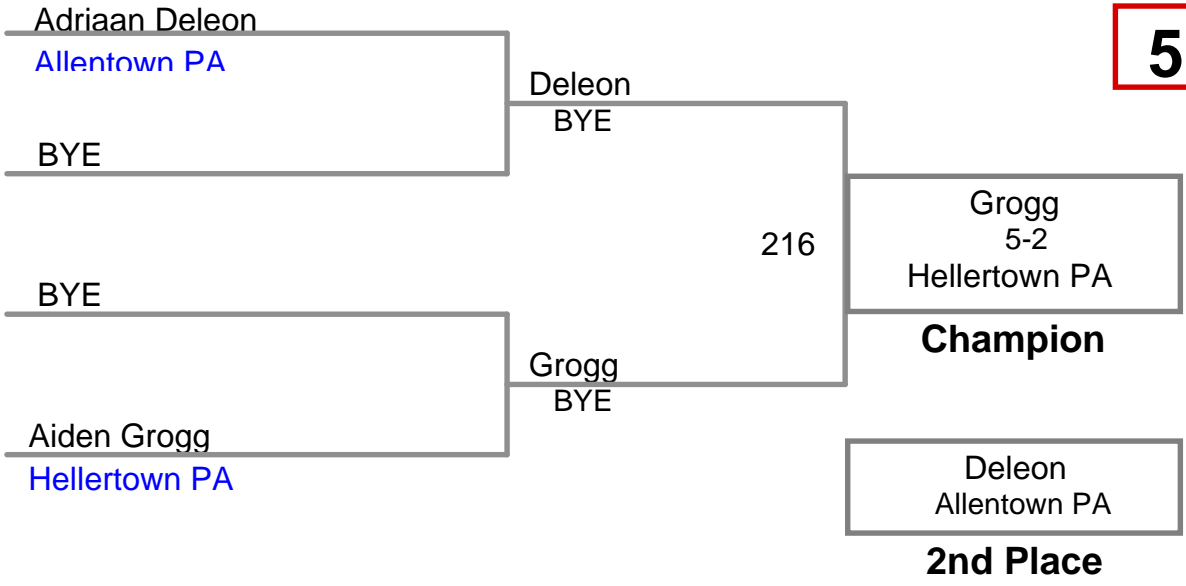 Adriaan Deleon
Allentown PA
5
Deleon
BYE
BYE
216
Grogg
5-2
Hellertown PA
BYE
Champion
Grogg
BYE
Aiden Grogg
Hellertown PA
Deleon
Allentown PA
2nd Place